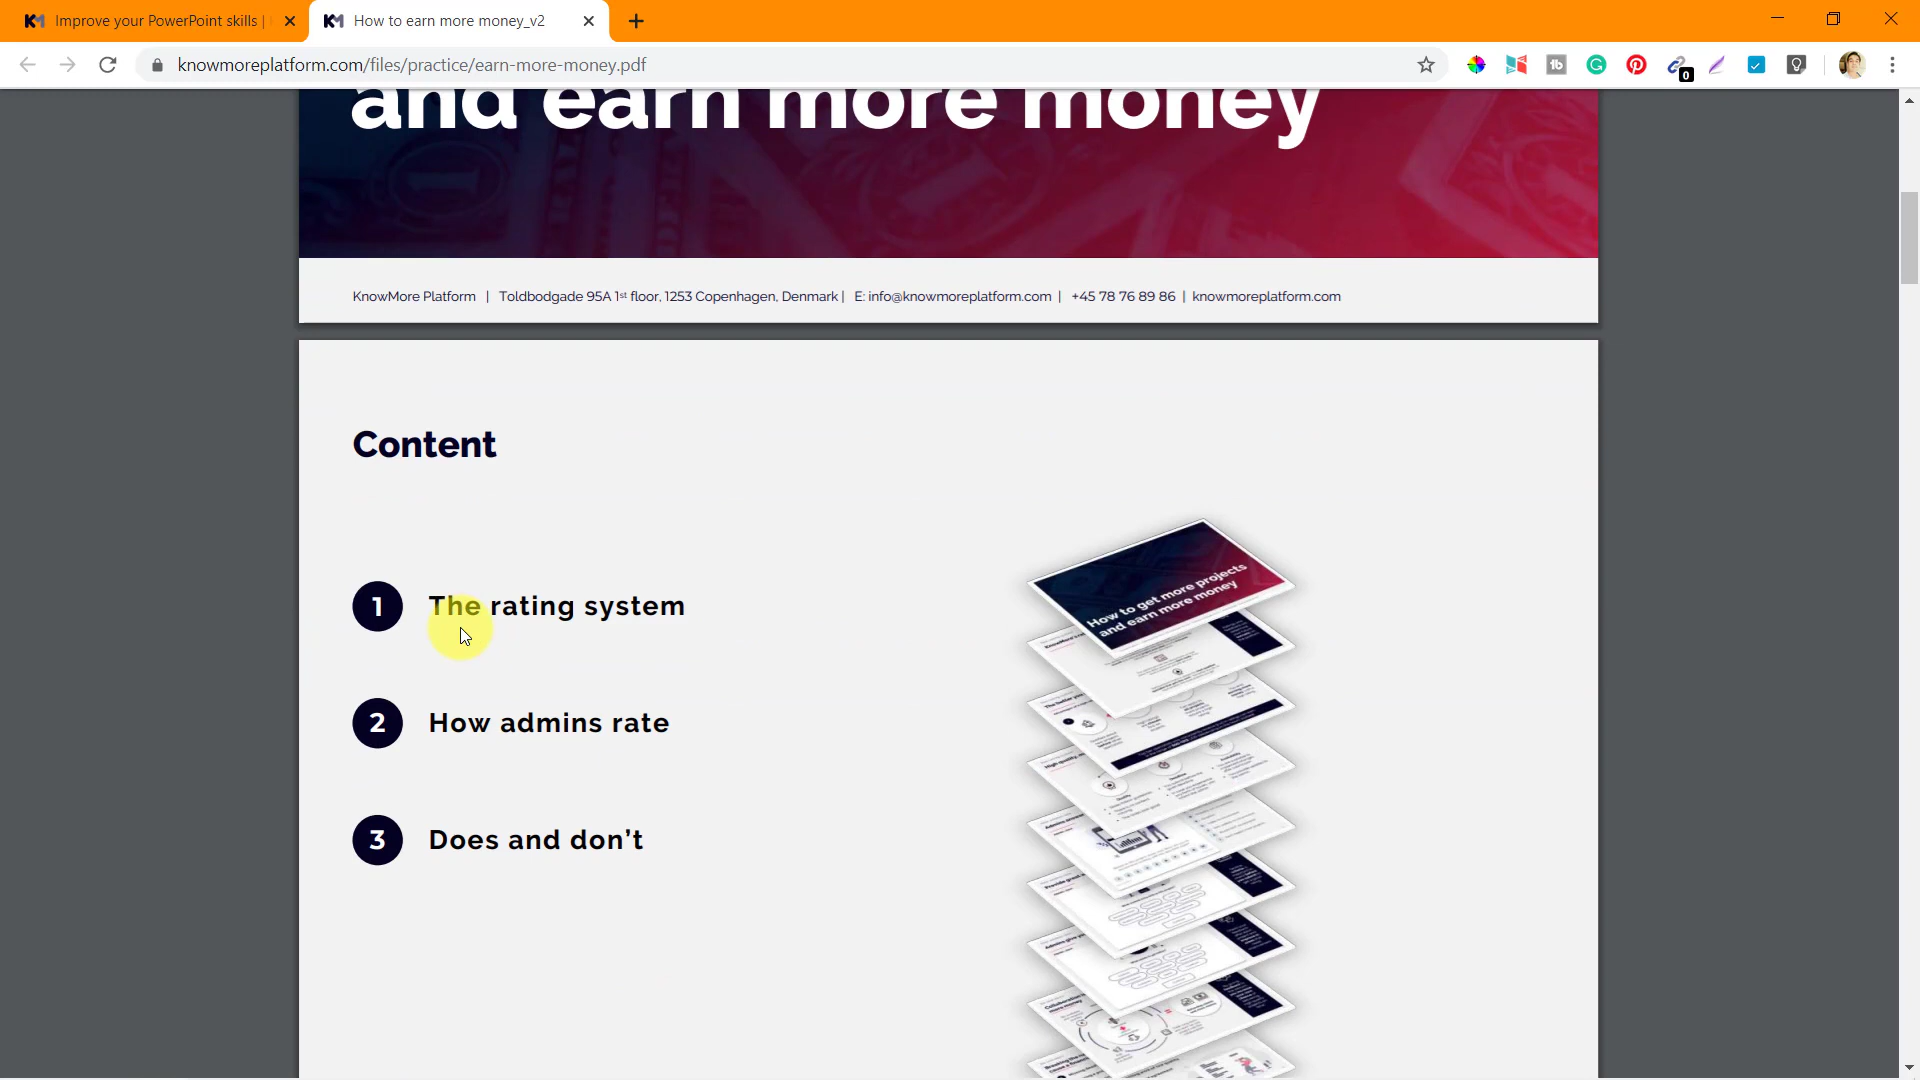 Improve your PowerPoint skills |
How to earn more money_v2
knowmoreplatform.com/files/practice/earn-more-money.pdf
0
and earn more money
KnowMore Platform | Toldbodgade 95A 1st floor, 1253 Copenhagen, Denmark | E: info@knowmoreplatform.com | +45 78 76 89 86 | knowmoreplatform.com
Content
1 The rating system
2 How admins rate
3 Does and don’t
How to get more projects
and earn more money